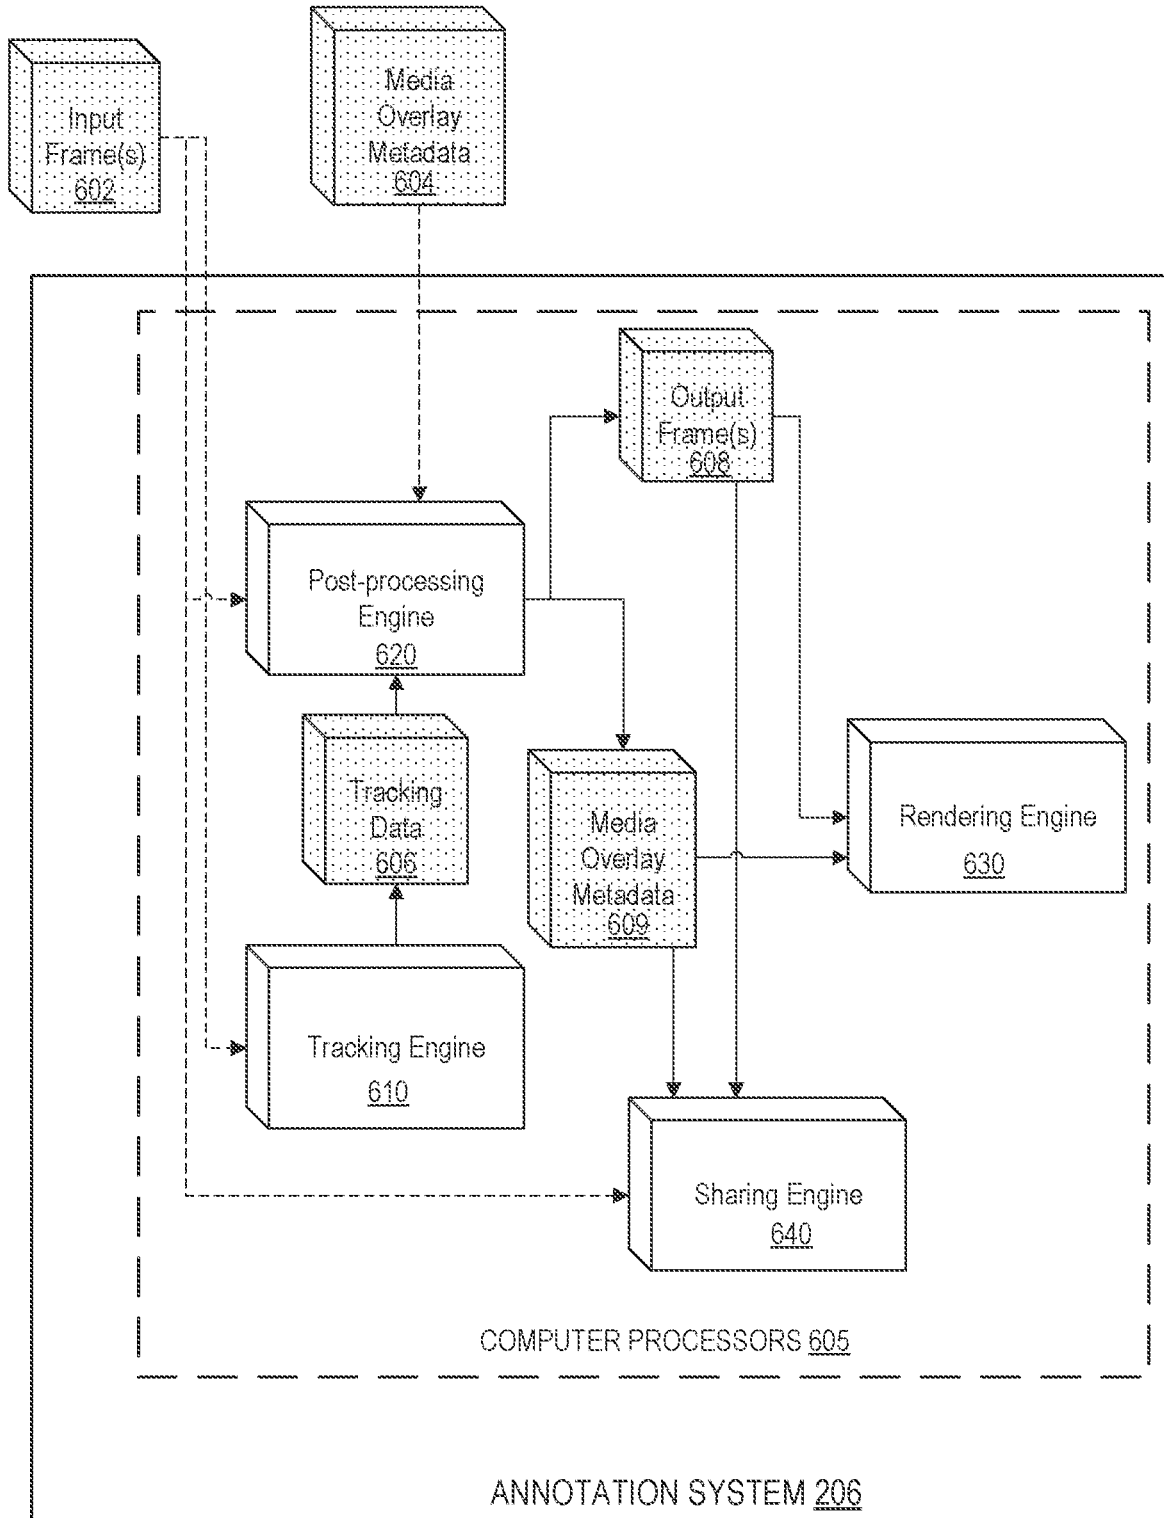 Input
Frame(s)
602
Media
Overlay
Metadata
604
Output
Frame(s)
608
Post-processing
Engine
620
Tracking
Data
606
Media
Overlay
Metadata
609
Rendering Engine
630
Tracking Engine
610
Sharing Engine
640
COMPUTER PROCESSORS 605
ANNOTATION SYSTEM 206